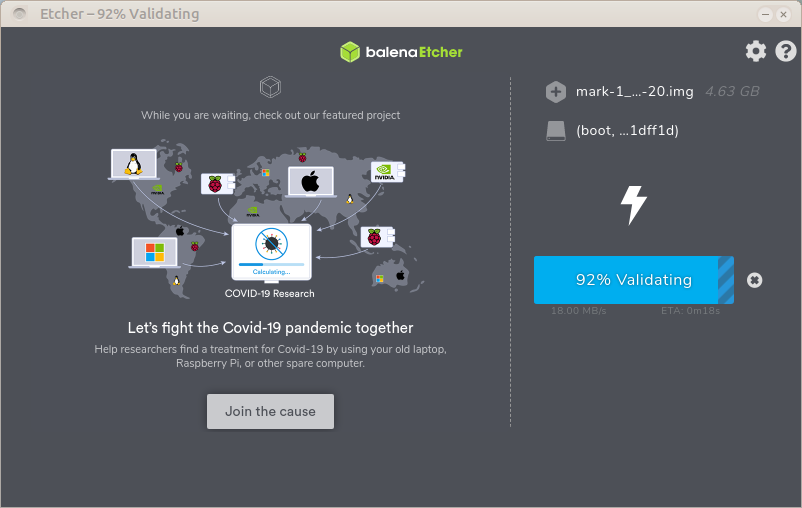 Etcher – 92% Validating
balenaEtcher
While you are waiting, check out our featured project
NVIDIA
NVIDIA
NVIDIA
Calculating...
COVID-19 Research
Let's fight the Covid-19 pandemic together
Help researchers find a treatment for Covid-19 by using your old laptop,
Raspberry Pi, or other spare computer.
Join the cause
mark-1_...-20.img 4.63 GB
(boot, ...1dff1d)
92% Validating
18.00 MB/s ETA: 0m18s